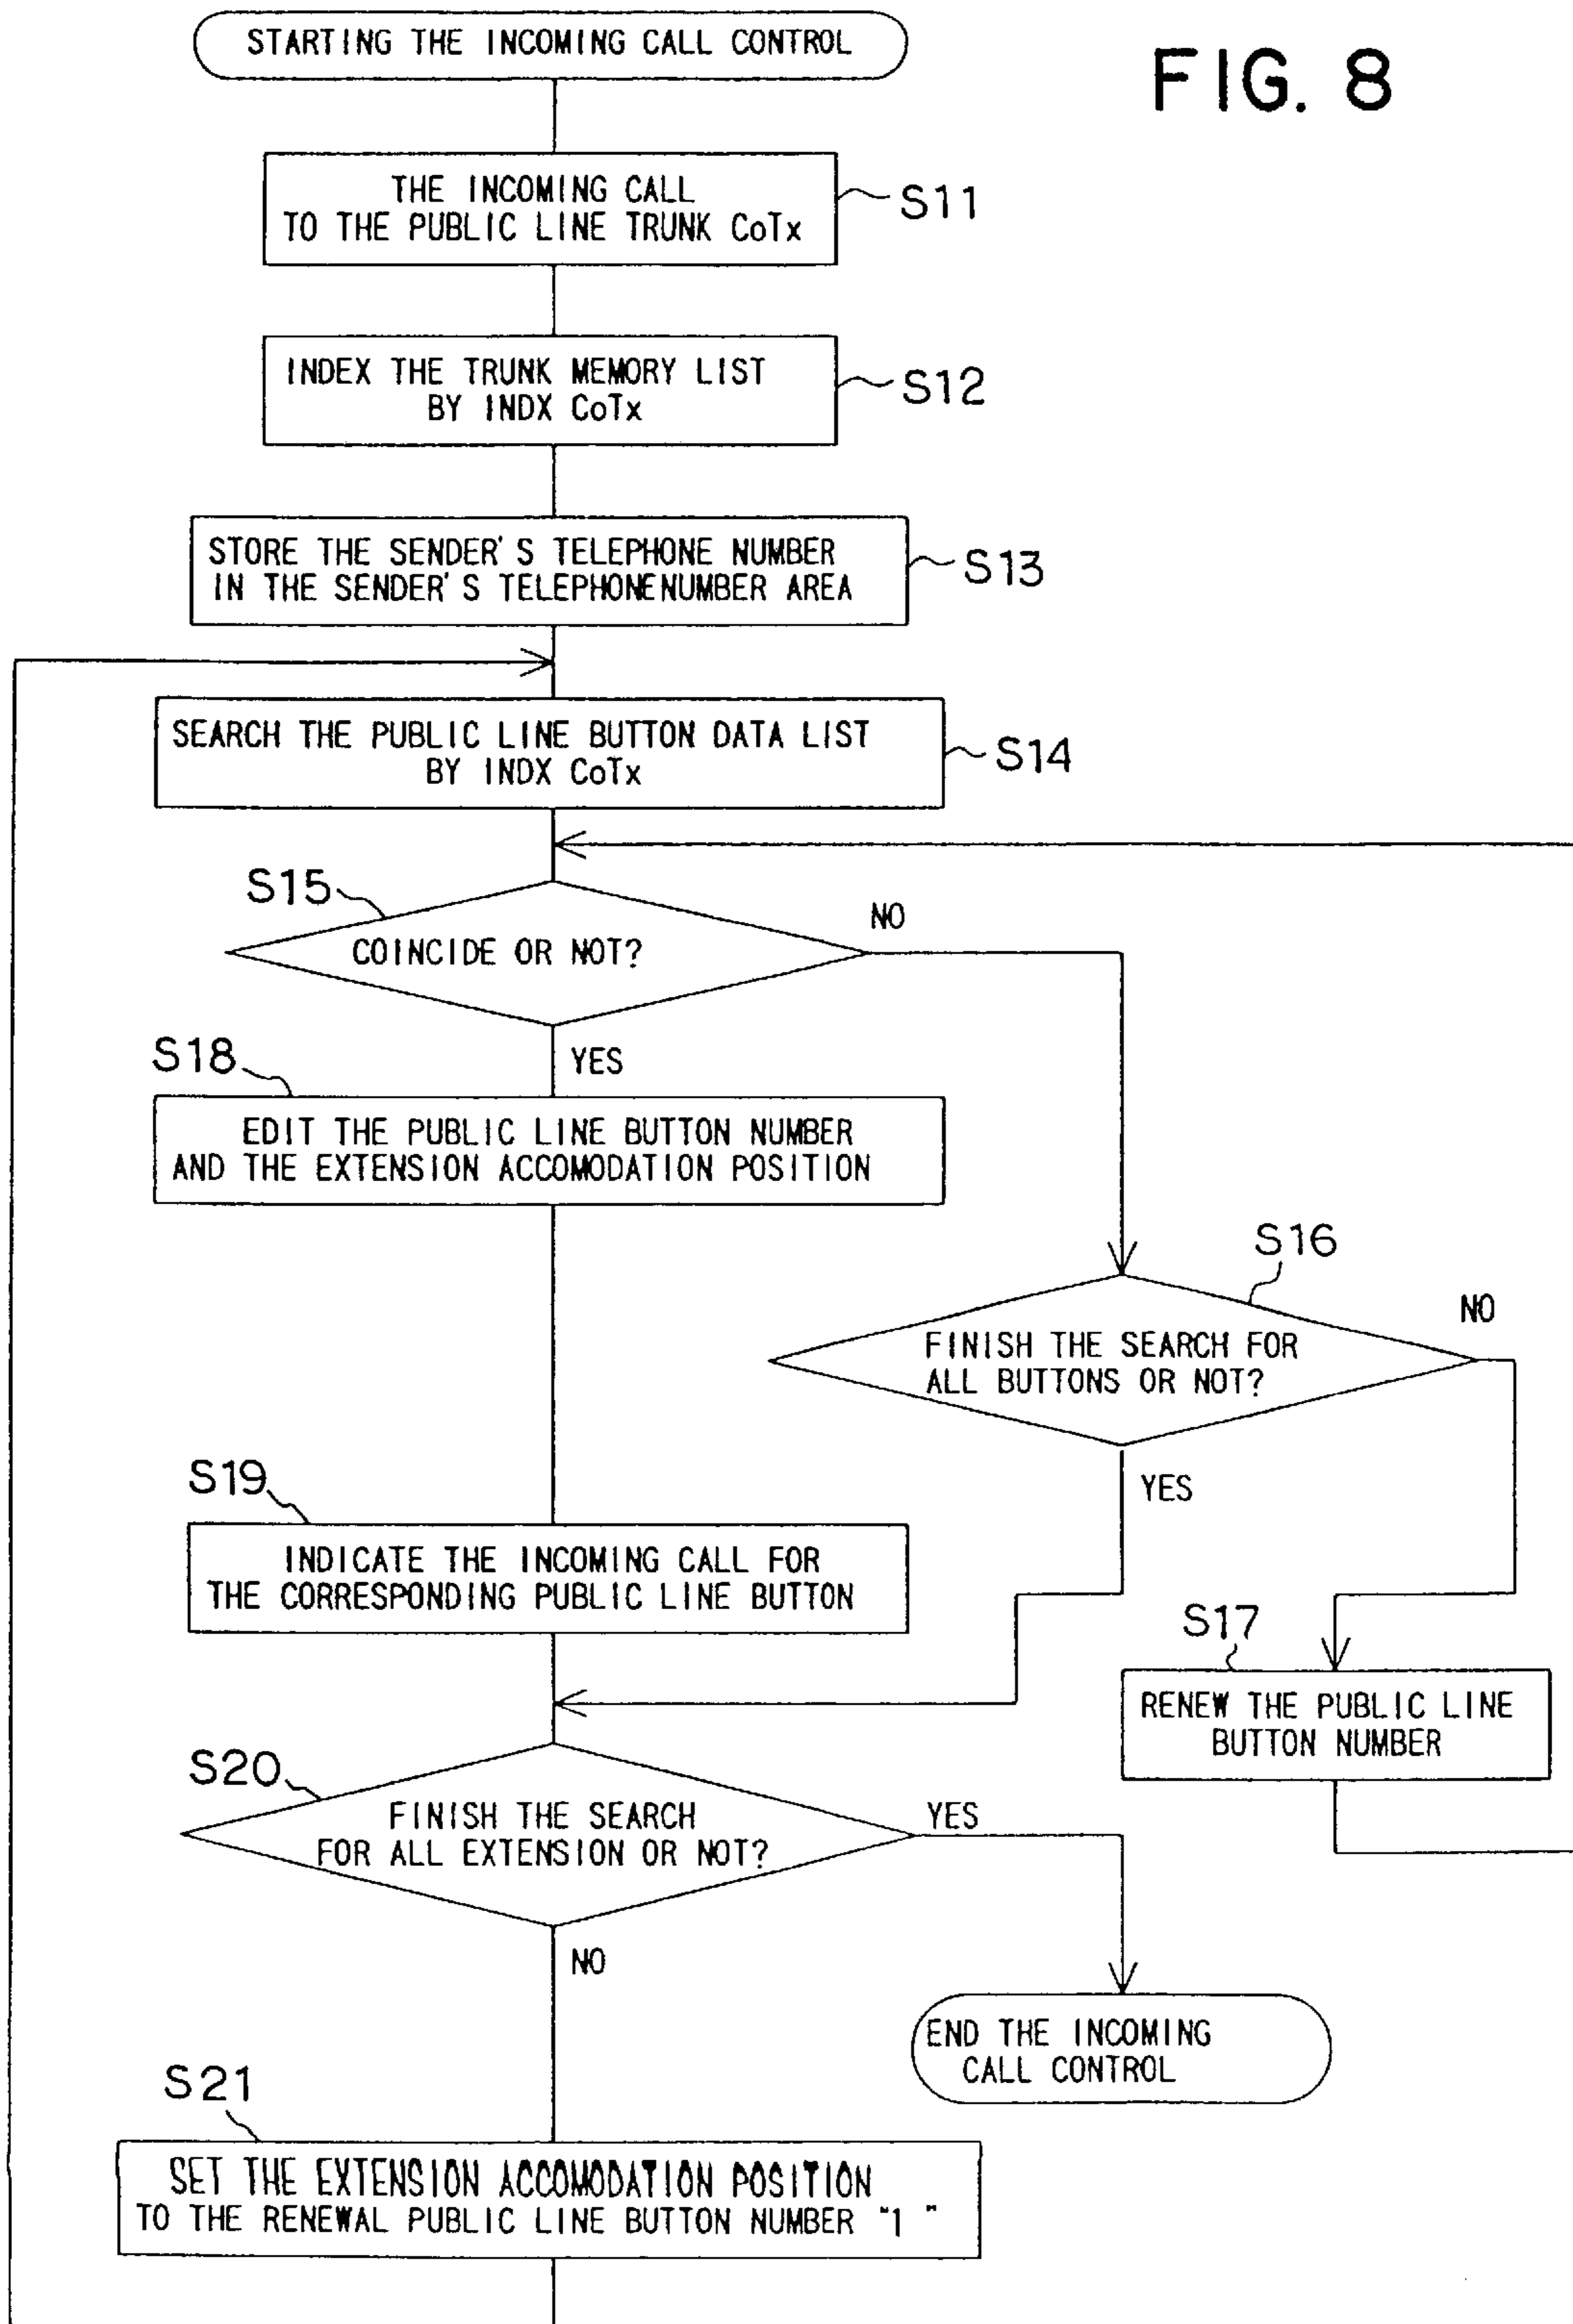 STARTING THE INCOMING CALL CONTROL
FIG. 8
THE INCOMING CALL
TO THE PUBLIC LINE TRUNK CoTx
S11
INDEX THE TRUNK MEMORY LIST
BY INDX CoTx
S12
STORE THE SENDER'S TELEPHONE NUMBER
IN THE SENDER'S TELEPHONENUMBER AREA
S13
SEARCH THE PUBLIC LINE BUTTON DATA LIST
BY INDX CoTx
S14
S15
COINCIDE OR NOT?
NO
YES
S18
EDIT THE PUBLIC LINE BUTTON NUMBER
AND THE EXTENSION ACCOMODATION POSITION
S16
FINISH THE SEARCH FOR
ALL BUTTONS OR NOT?
NO
YES
S19
INDICATE THE INCOMING CALL FOR
THE CORRESPONDING PUBLIC LINE BUTTON
S17
RENEW THE PUBLIC LINE
BUTTON NUMBER
S20
FINISH THE SEARCH
FOR ALL EXTENSION OR NOT?
YES
NO
END THE INCOMING
CALL CONTROL
S21
SET THE EXTENSION ACCOMODATION POSITION
TO THE RENEWAL PUBLIC LINE BUTTON NUMBER "1 "